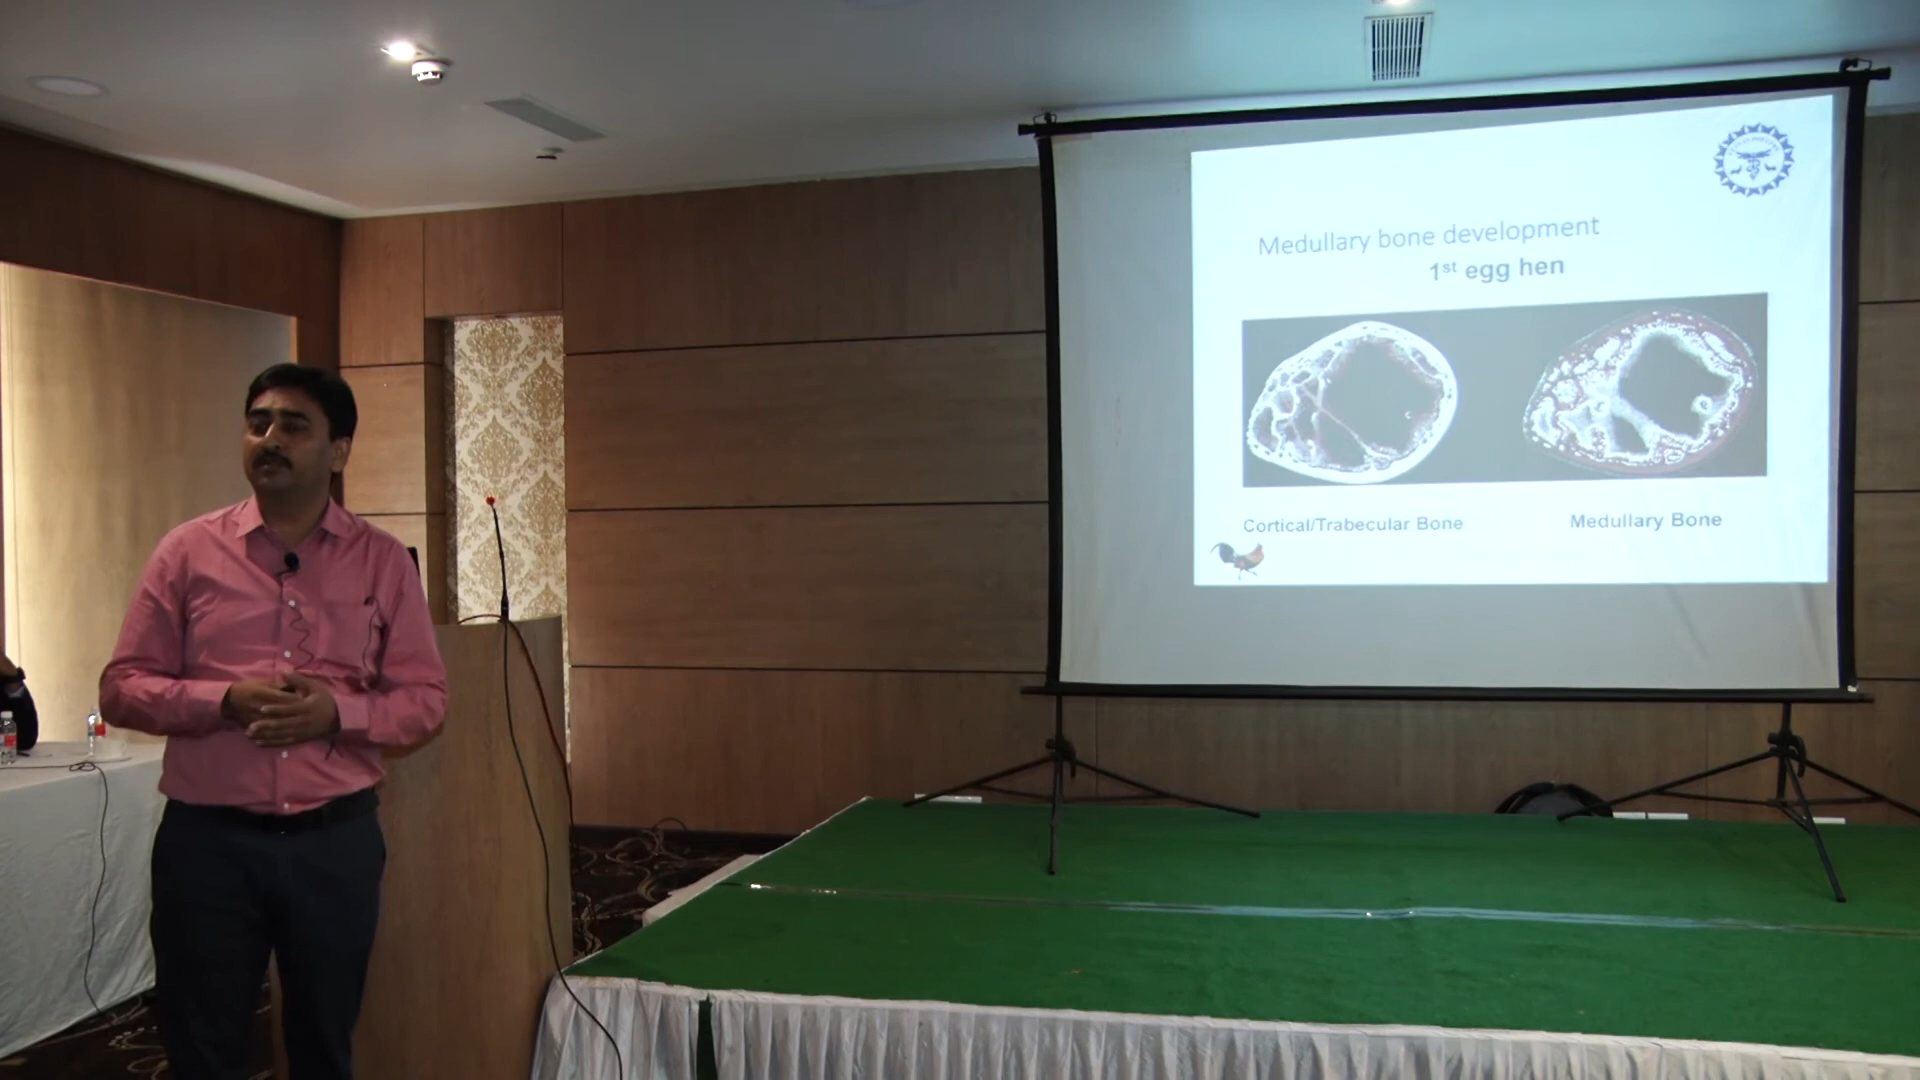 Medullary bone development
1st egg hen
Cortical/Trabecular Bone
Medullary Bone